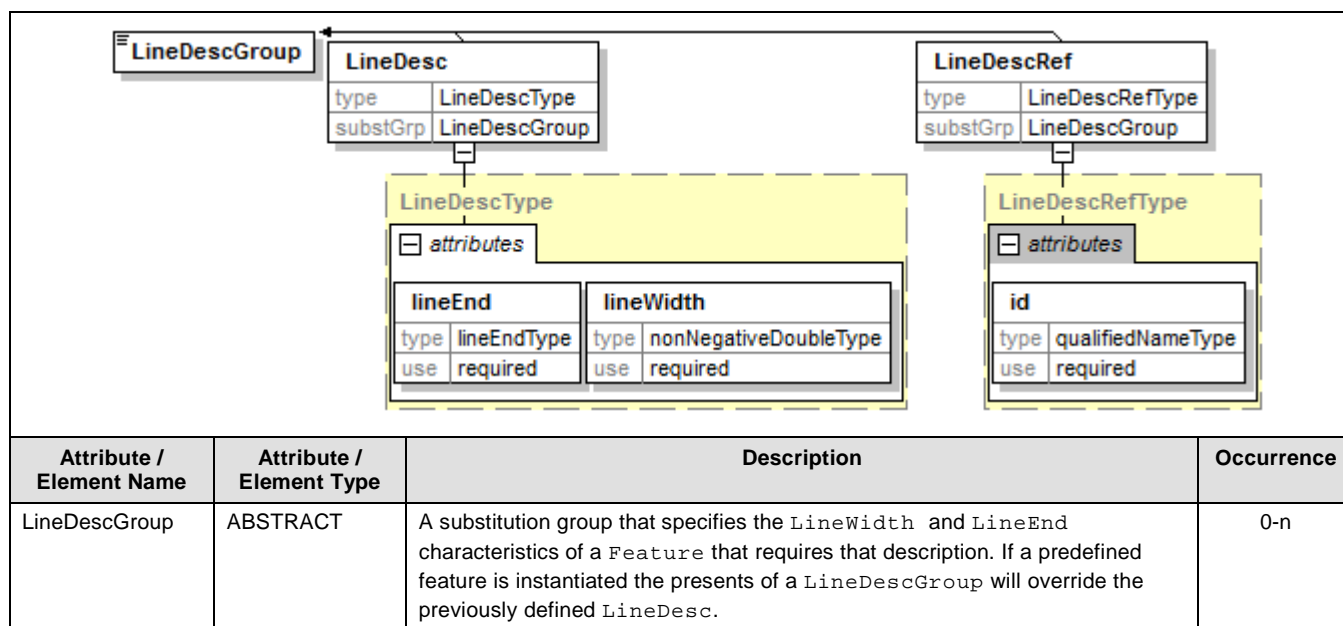 LineDescGroup
LineDesc
type LineDescType
substGrp LineDescGroup
LineDescRef
type LineDescRefType
substGrp LineDescGroup
LineDescType
attributes
lineEnd
type lineEndType
use required
lineWidth
type nonNegativeDoubleType
use required
LineDescRefType
attributes
id
type qualifiedNameType
use required
Attribute / Element Name
Attribute / Element Type
Description
Occurrence
LineDescGroup
ABSTRACT
A substitution group that specifies the LineWidth and LineEnd
characteristics of a Feature that requires that description. If a predefined
feature is instantiated the presents of a LineDescGroup will override the
previously defined LineDesc.
0-n